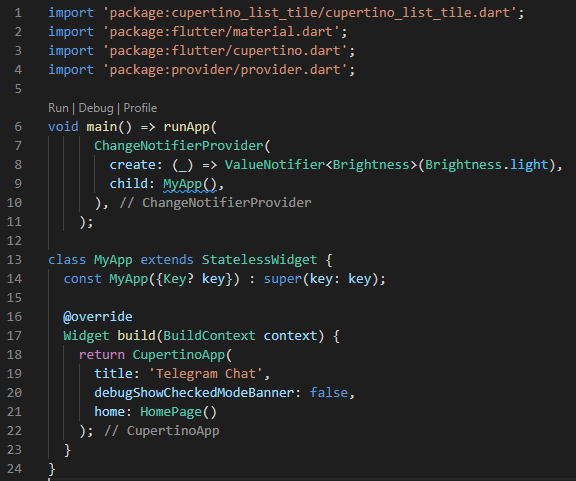 1 import 'package:cupertino_list_tile/cupertino_list_tile.dart';
2 import 'package:flutter/material.dart';
3 import 'package:flutter/cupertino.dart';
4 import 'package:provider/provider.dart';
5
Run | Debug | Profile
6 void main() => runApp(
7       ChangeNotifierProvider(
8         create: (_) => ValueNotifier<Brightness>(Brightness.light),
9         child: MyApp(),
10       ), // ChangeNotifierProvider
11     );
12
13 class MyApp extends StatelessWidget {
14   const MyApp({Key? key}) : super(key: key);
15
16   @override
17   Widget build(BuildContext context) {
18     return CupertinoApp(
19       title: 'Telegram Chat',
20       debugShowCheckedModeBanner: false,
21       home: HomePage()
22     ); // CupertinoApp
23   }
24 }